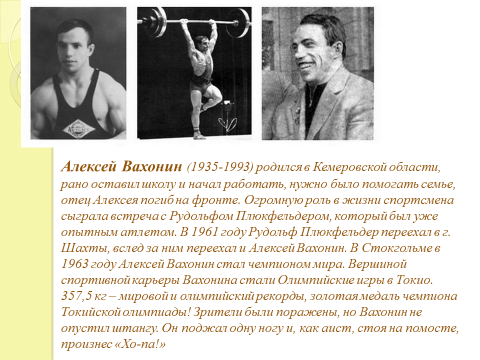 Алексей Вахонин (1935-1993) родился в Кемеровской области,
рано оставил школу и начал работать, нужно было помогать семье,
отец Алексея погиб на фронте. Огромную роль в жизни спортсмена
сыграла встреча с Рудольфом Плюкфельдером, который был уже
опытным атлетом. В 1961 году Рудольф Плюкфельдер переехал в г.
Шахты, вслед за ним переехал и Алексей Вахонин. В Стокгольме в
1963 году Алексей Вахонин стал чемпионом мира. Вершиной
спортивной карьеры Вахонина стали Олимпийские игры в Токио.
357,5 кг – мировой и олимпийский рекорды, золотая медаль чемпиона
Токийской олимпиады! Зрители были поражены, но Вахонин не
опустил штангу. Он поджал одну ногу и, как аист, стоя на помосте,
произнес «Хо-па!»